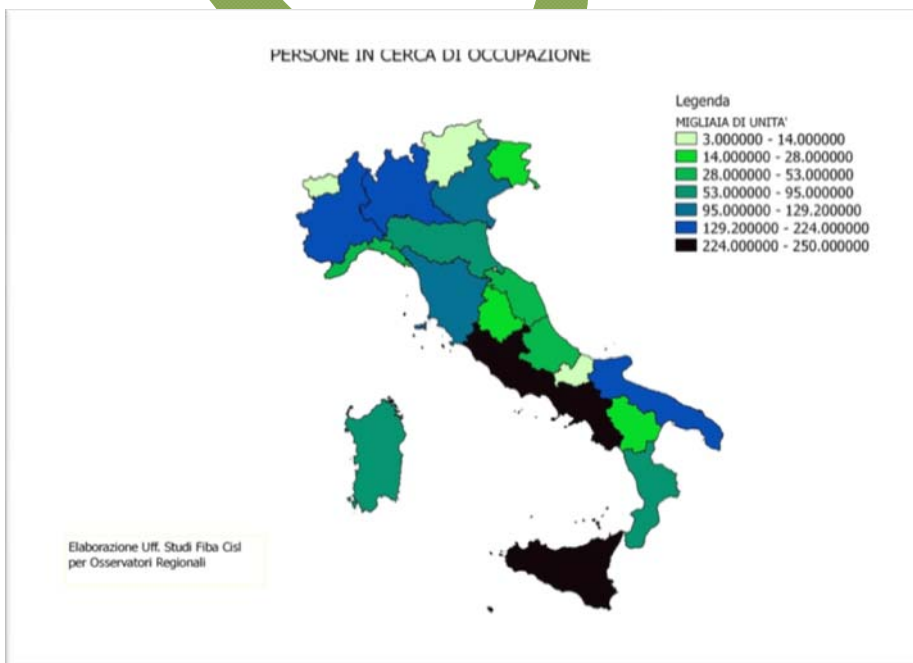 PERSONE IN CERCA DI OCCUPAZIONE
Legenda
MIGLIAIA DI UNITA'
3.000000 - 14.000000
14.000000 - 28.000000
28.000000 - 53.000000
53.000000 - 95.000000
95.000000 - 129.200000
129.200000 - 224.000000
224.000000 - 250.000000
Elaborazione Uff. Studi Fiba Cisl
per Osservatori Regionali